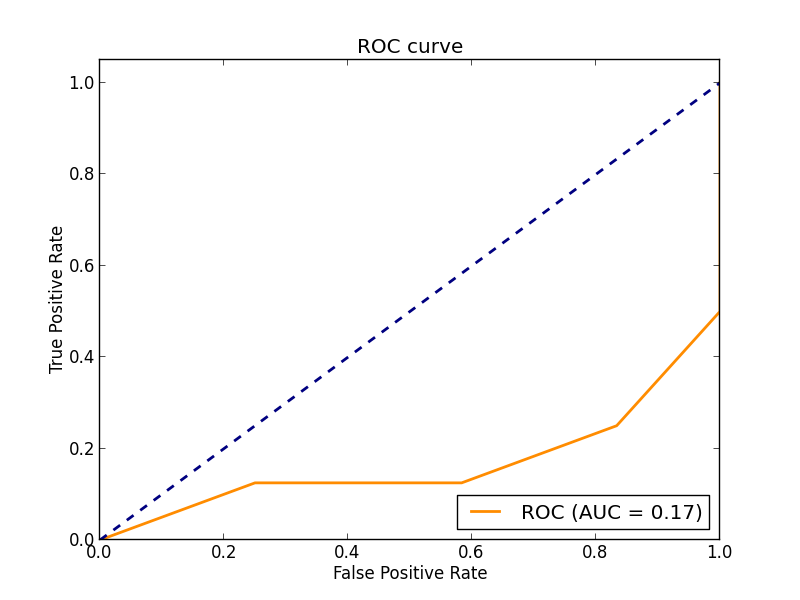 ROC curve
1.0
0.8
0.6
0.4
0.2
0.0
True Positive Rate
ROC (AUC = 0.17)
0.0 0.2 0.4 0.6 0.8 1.0
False Positive Rate